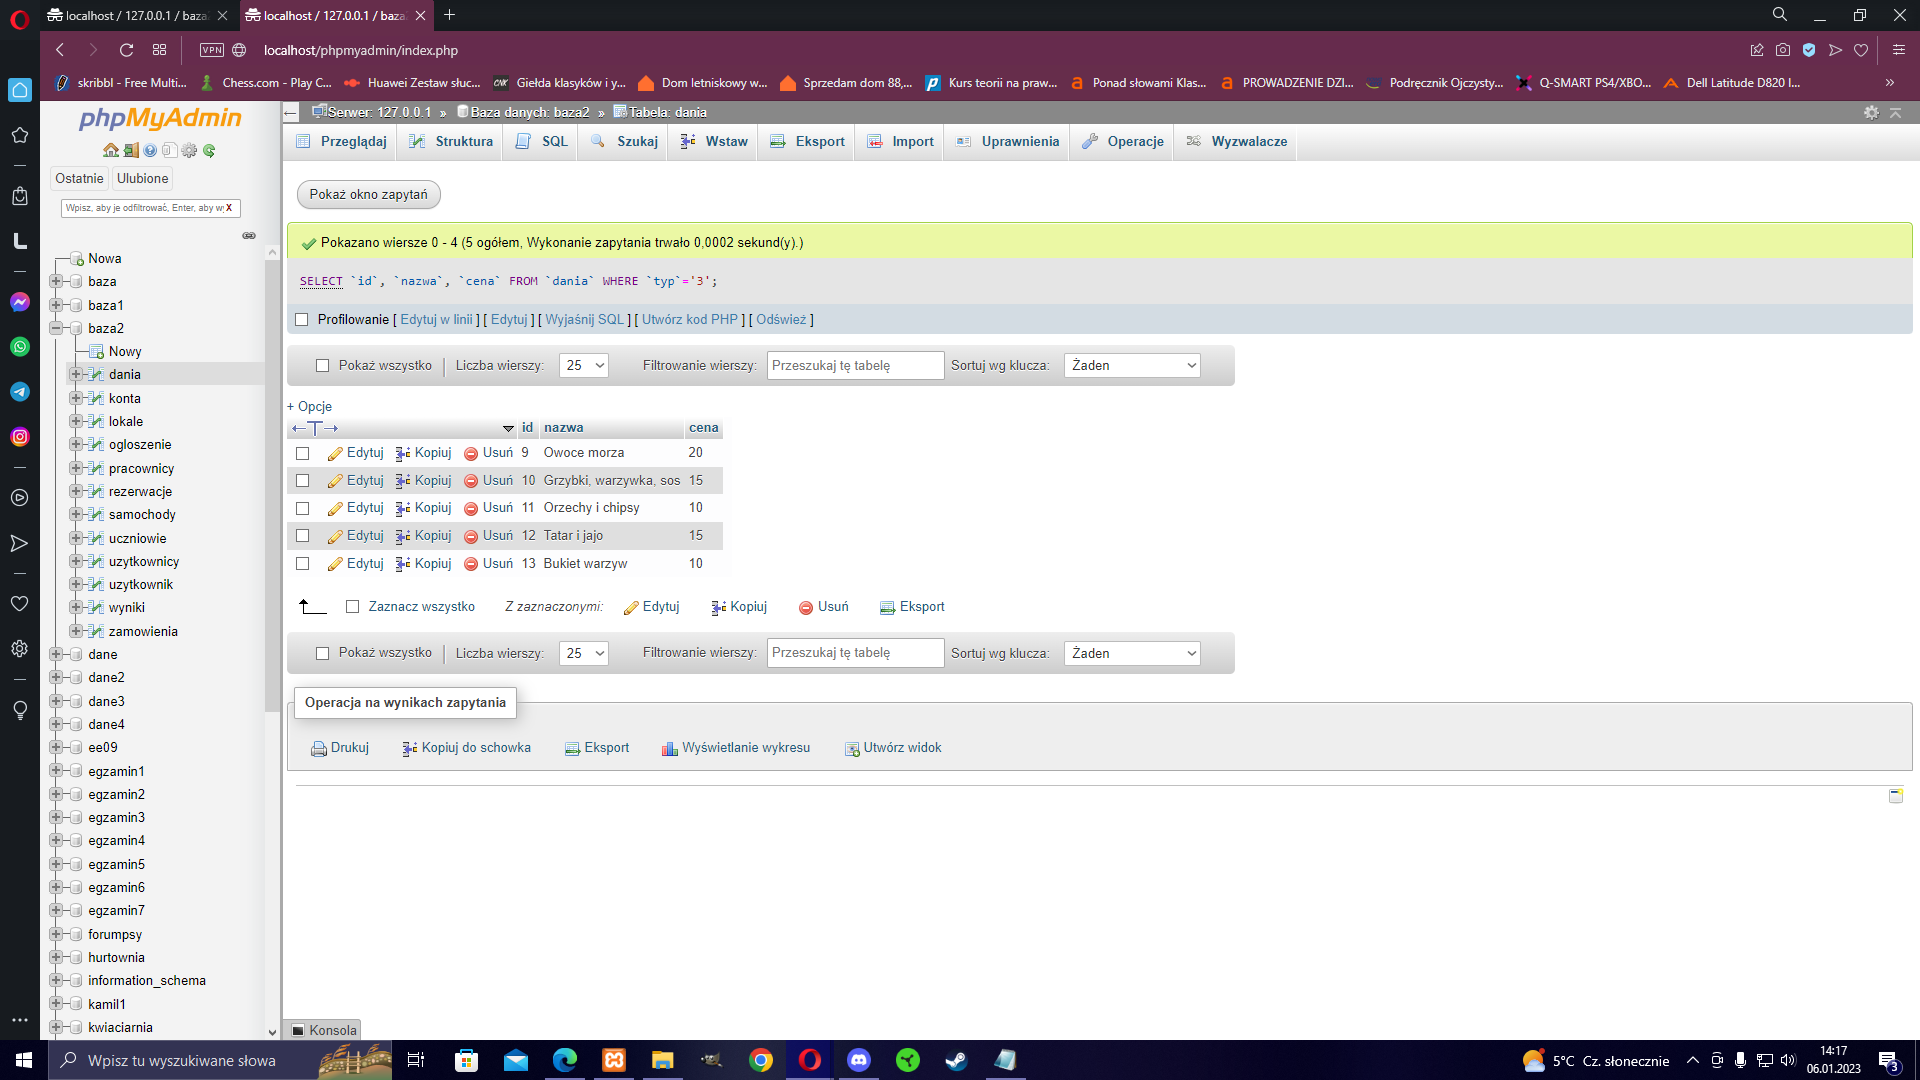 localhost / 127.0.0.1 / baza
localhost / 127.0.0.1 / baza
VPN
localhost/phpmyadmin/index.php
skribbl - Free Multi...
Chess.com - Play C...
Huawei Zestaw słuc...
Giełda klasyków i y...
Dom letniskowy w...
Sprzedam dom 88,...
Kurs teorii na praw...
Ponad słowami Klas...
PROWADZENIE DZI...
Podręcznik Ojczysty...
Q-SMART PS4/XBO...
Dell Latitude D820 I...
phpMyAdmin
Ostatnie
Ulubione
Wpisz, aby je odfiltrować, Enter, aby wy X
Nowa
baza
baza1
baza2
Nowy
dania
konta
lokale
ogloszenie
pracownicy
rezerwacje
samochody
uczniowie
uzytkownicy
uzytkownik
wyniki
zamowienia
dane
dane2
dane3
dane4
ee09
egzamin1
egzamin2
egzamin3
egzamin4
egzamin5
egzamin6
egzamin7
forumpsy
hurtownia
information_schema
kamil1
kwiaciarnia
Serwer: 127.0.0.1 » Baza danych: baza2 » Tabela: dania
Przeglądaj
Struktura
SQL
Szukaj
Wstaw
Eksport
Import
Uprawnienia
Operacje
Wyzwalacze
Pokaż okno zapytań
Pokazano wiersze 0 - 4 (5 ogółem, Wykonanie zapytania trwało 0,0002 sekund(y).)
SELECT `id`, `nazwa`, `cena` FROM `dania` WHERE `typ`='3';
Profilowanie [ Edytuj w linii ] [ Edytuj ] [ Wyjaśnij SQL ] [ Utwórz kod PHP ] [ Odśwież ]
Pokaż wszystko | Liczba wierszy: 25 Filtrowanie wierszy: Przeszukaj tę tabelę Sortuj wg klucza: Żaden
+ Opcje
id nazwa cena
Edytuj Kopiuj Usuń 9 Owoce morza 20
Edytuj Kopiuj Usuń 10 Grzybki, warzywka, sos 15
Edytuj Kopiuj Usuń 11 Orzechy i chipsy 10
Edytuj Kopiuj Usuń 12 Tatar i jajo 15
Edytuj Kopiuj Usuń 13 Bukiet warzyw 10
Zaznacz wszystko Z zaznaczonymi: Edytuj Kopiuj Usuń Eksport
Pokaż wszystko | Liczba wierszy: 25 Filtrowanie wierszy: Przeszukaj tę tabelę Sortuj wg klucza: Żaden
Operacja na wynikach zapytania
Drukuj Kopiuj do schowka Eksport Wyświetlanie wykresu Utwórz widok
Konsola
Wpisz tu wyszukiwane słowa
5°C Cz. słonecznie
14:17
06.01.2023
3